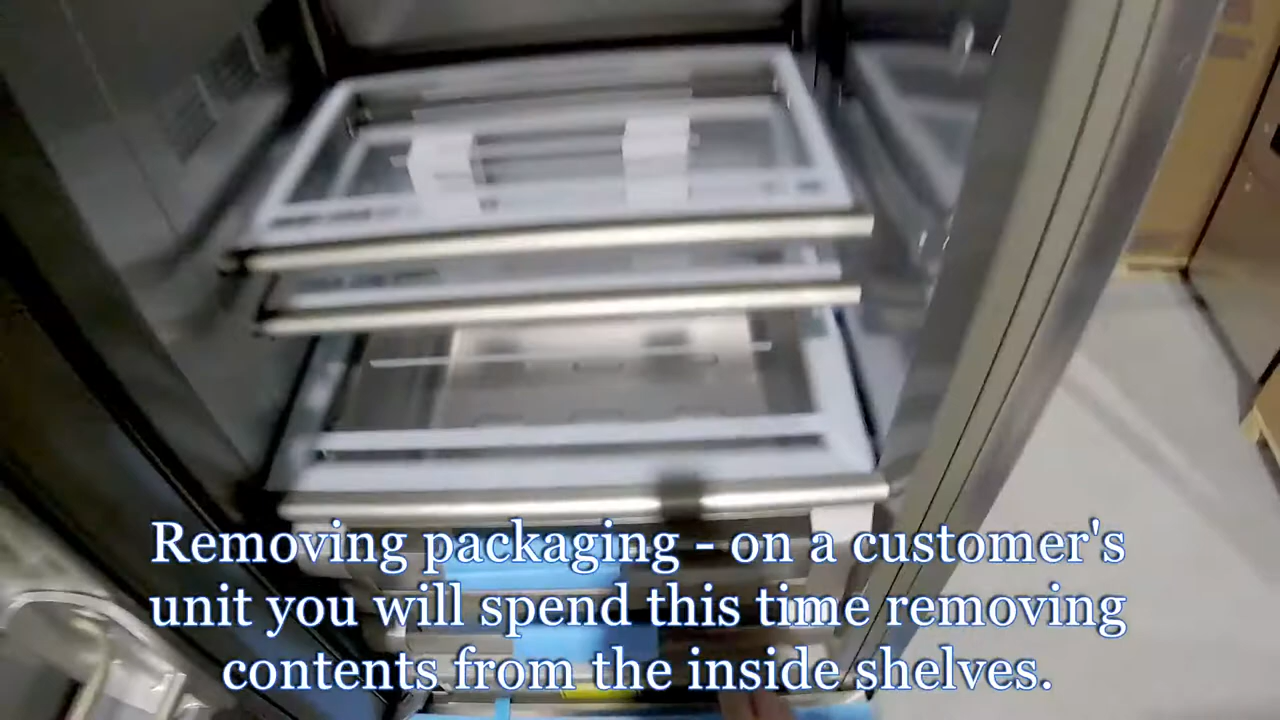 Removing packaging - on a customer's
unit you will spend this time removing
contents from the inside shelves.